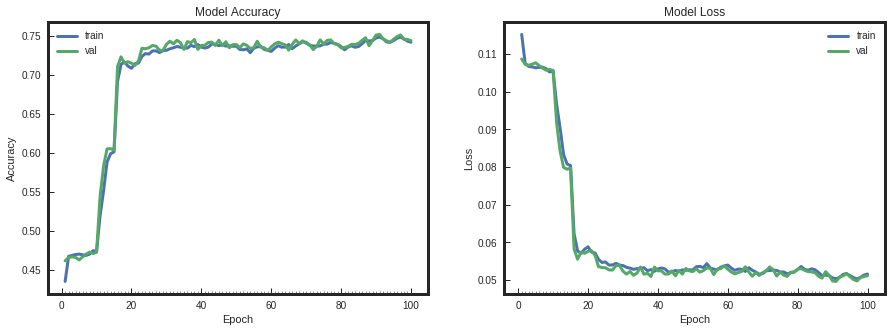 Model Accuracy
train
val
0.75
0.70
0.65
0.60
0.55
0.50
0.45
Accuracy
0 20 40 60 80 100
Epoch
Model Loss
train
val
0.11
0.10
0.09
0.08
0.07
0.06
0.05
Loss
0 20 40 60 80 100
Epoch